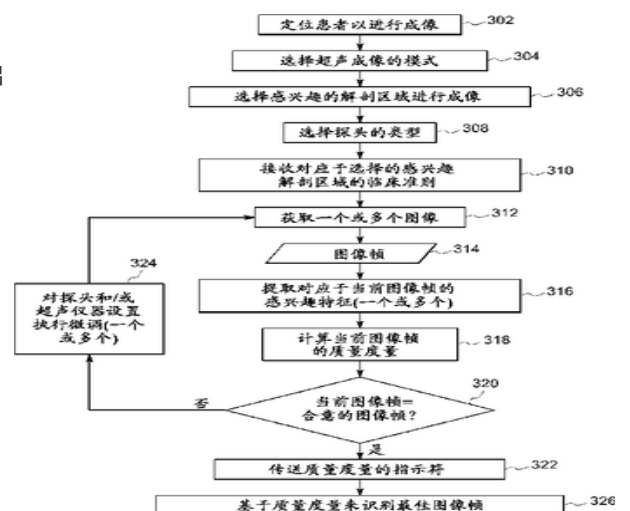 定位患者以进行成像
302
选择超声成像的模式
304
选择感兴趣的解剖区域进行成像
306
选择探头的类型
308
接收对应于选择的感兴趣
解剖区域的临床准则
310
获取一个或多个图像
312
图像帧
314
324
对探头和/或
超声仪器设置
执行微调(一个
或多个)
提取对应于当前图像帧的
感兴趣特征(一个或多个)
316
计算当前图像帧
的质量度量
318
320
当前图像帧=
合意的图像帧?
否
是
传送质量度量的指示符
322
基于质量度量来识别最佳图像帧
326